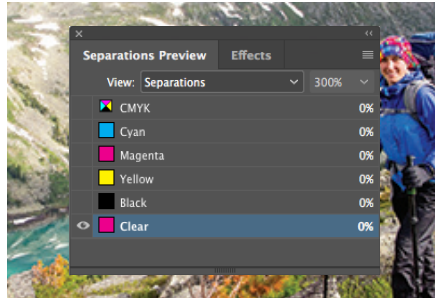 Separations Preview Effects
View: Separations 300%
CMYK 0%
Cyan 0%
Magenta 0%
Yellow 0%
Black 0%
Clear 0%